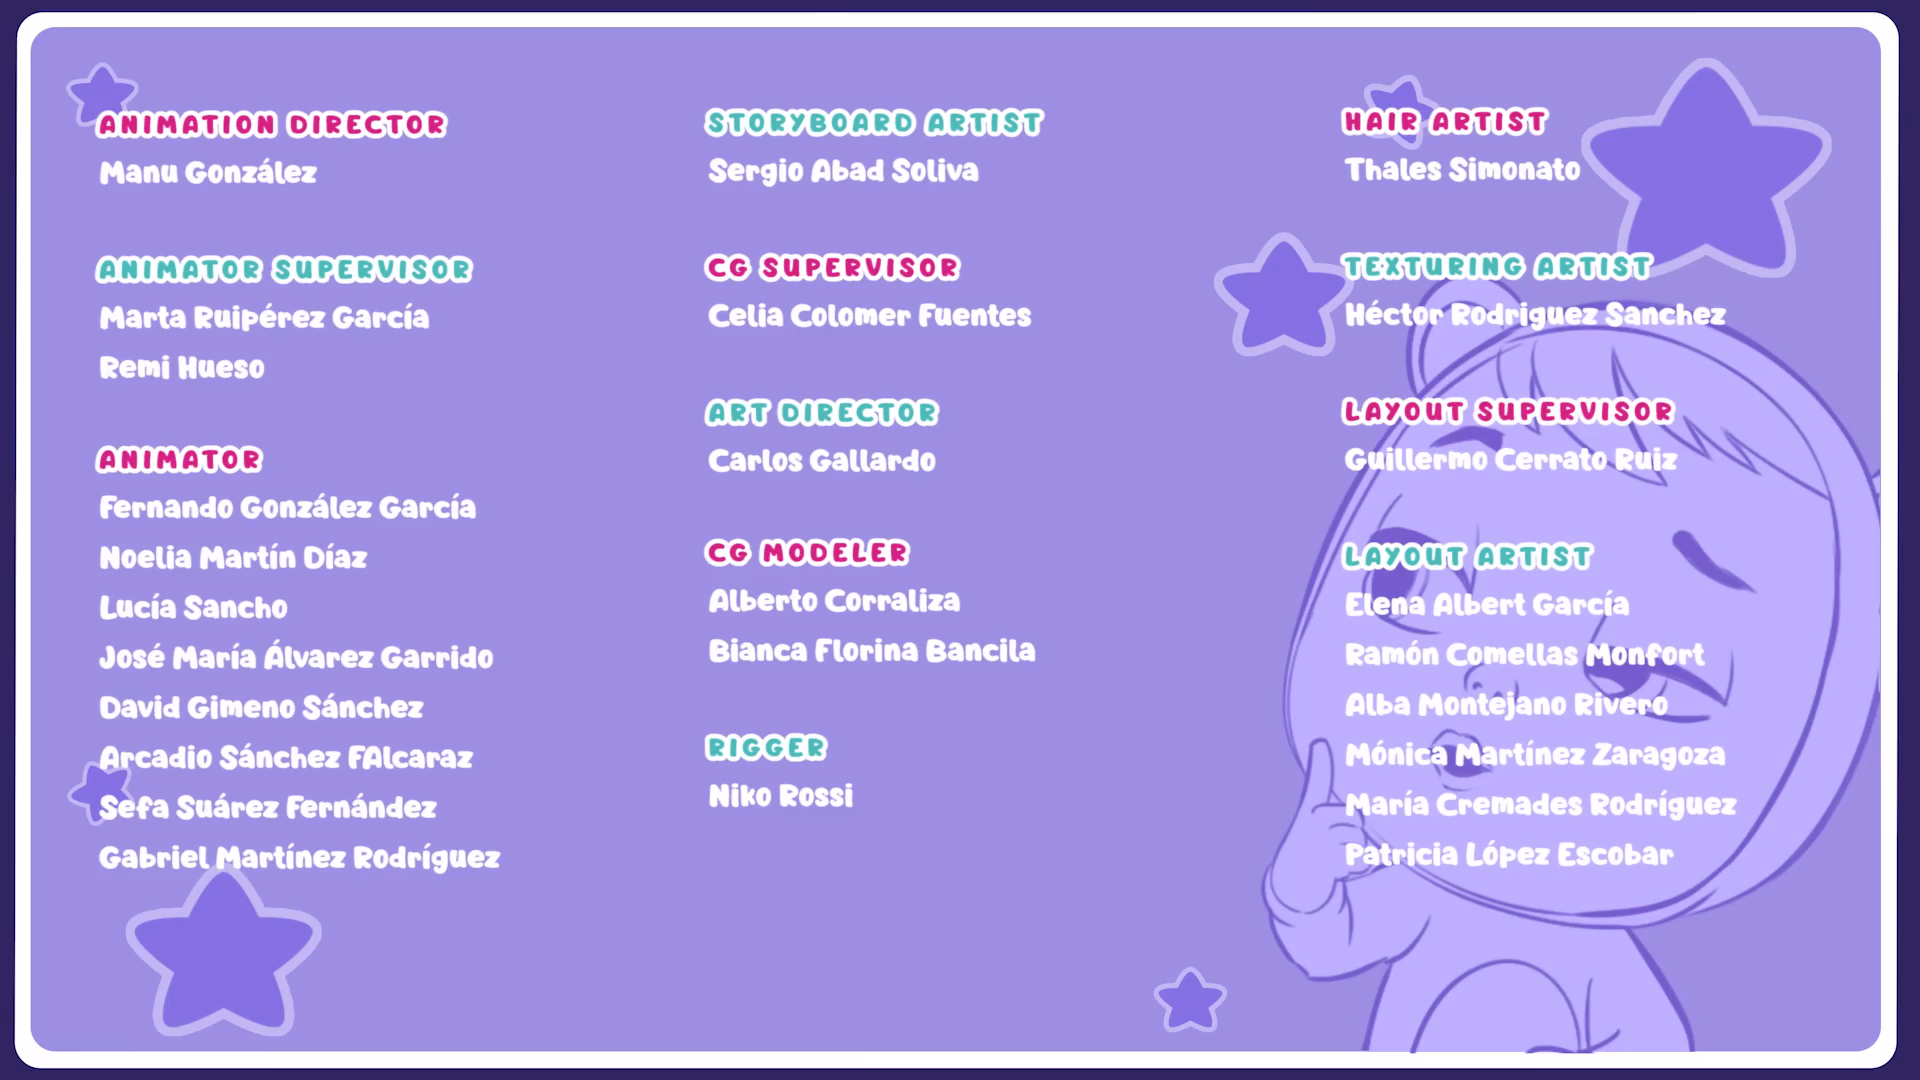 ANIMATION DIRECTOR
Manu González
ANIMATOR SUPERVISOR
Marta Ruipérez García
Remi Hueso
ANIMATOR
Fernando González García
Noelia Martín Díaz
Lucía Sancho
José María Álvarez Garrido
David Gimeno Sánchez
Arcadio Sánchez FAlcaraz
Sefa Suárez Fernández
Gabriel Martínez Rodríguez
STORYBOARD ARTIST
Sergio Abad Soliva
CG SUPERVISOR
Celia Colomer Fuentes
ART DIRECTOR
Carlos Gallardo
CG MODELER
Alberto Corraliza
Bianca Florina Bancila
RIGGER
Niko Rossi
HAIR ARTIST
Thales Simonato
TEXTURING ARTIST
Héctor Rodriguez Sanchez
LAYOUT SUPERVISOR
Guillermo Cerrato Ruiz
LAYOUT ARTIST
Elena Albert García
Ramón Comellas Monfort
Alba Montejano Rivero
Mónica Martínez Zaragoza
María Cremades Rodríguez
Patricia López Escobar